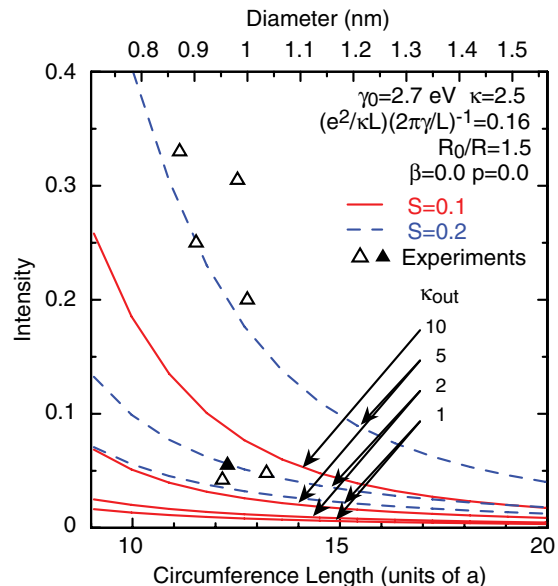 Diameter (nm)
0.8 0.9 1 1.1 1.2 1.3 1.4 1.5
0.4
0.3
0.2
0.1
0
Intensity
γ0=2.7 eV κ=2.5
(e²/κL)(2πγ/L)⁻¹=0.16
R0/R=1.5
β=0.0 p=0.0
S=0.1
S=0.2
Experiments
κout
10
5
2
1
10 15 20
Circumference Length (units of a)